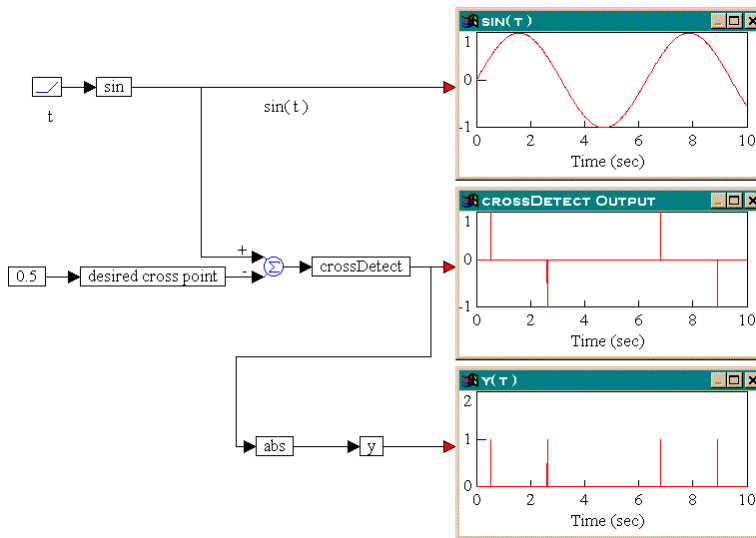 SIN(T)
1
0
-1
0 2 4 6 8 10
Time (sec)
sin
t
sin(t)
CROSSDETECT OUTPUT
1
0
-1
0 2 4 6 8 10
Time (sec)
+
-
Σ
0.5
desired cross point
crossDetect
Y(T)
2
1
0
0 2 4 6 8 10
Time (sec)
abs
y